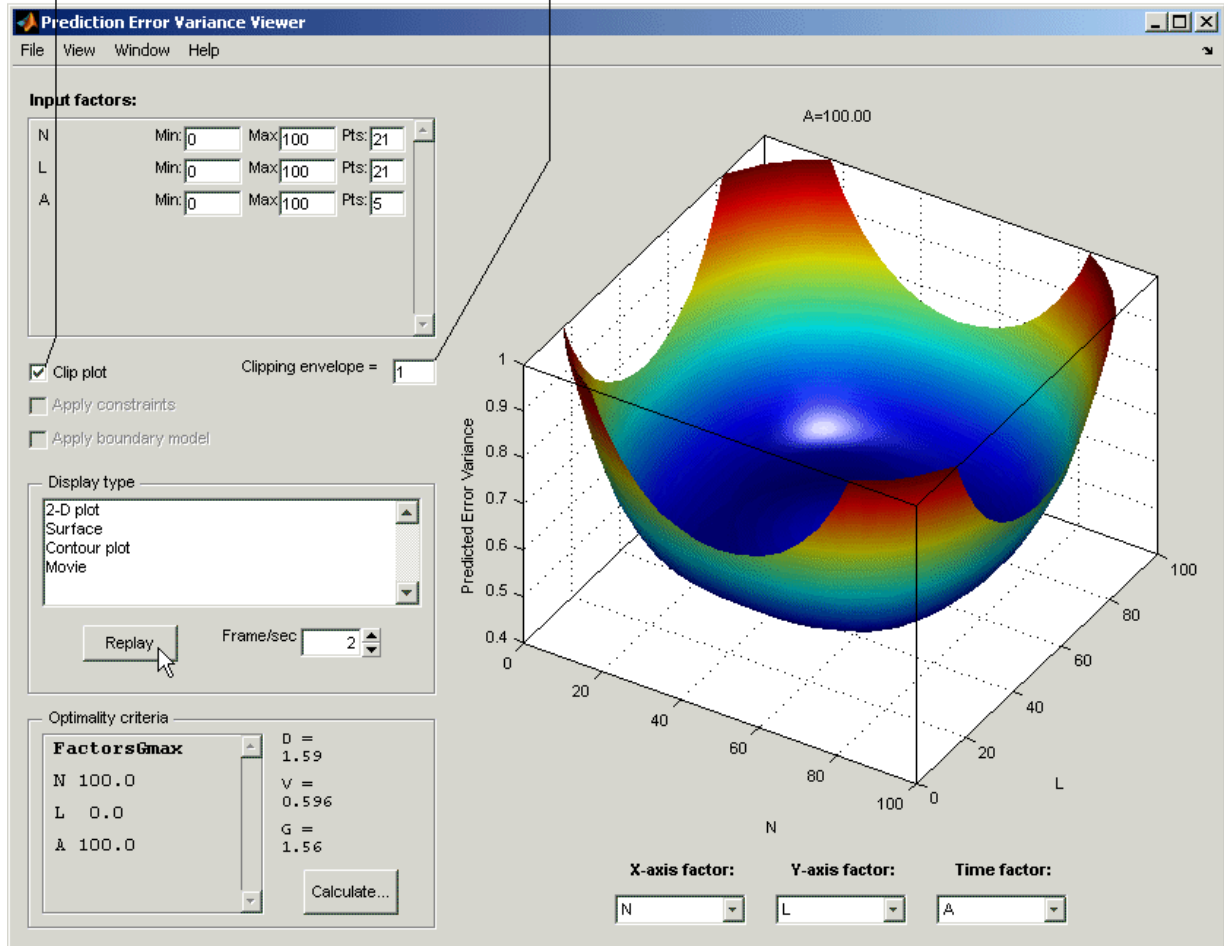 Prediction Error Variance Viewer
File View Window Help
Input factors:
N Min: 0 Max 100 Pts: 21
L Min: 0 Max 100 Pts: 21
A Min: 0 Max 100 Pts: 5
Clip plot Clipping envelope = 1
Apply constraints
Apply boundary model
Display type
2-D plot
Surface
Contour plot
Movie
Replay Frame/sec 2
Optimality criteria
FactorsGmax
N 100.0
L 0.0
A 100.0
D =
1.59
V =
0.596
G =
1.56
Calculate...
A=100.00
Predicted Error Variance
1
0.9
0.8
0.7
0.6
0.5
0.4
0
20
40
60
80
100
N
0
20
40
60
80
100
L
X-axis factor: Y-axis factor: Time factor:
N L A